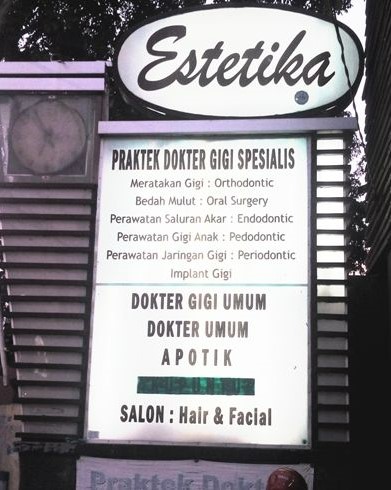 Estetika
PRAKTEK DOKTER GIGI SPESIALIS
Meratakan Gigi : Orthodontic
Bedah Mulut : Oral Surgery
Perawatan Saluran Akar : Endodontic
Perawatan Gigi Anak : Pedodontic
Perawatan Jaringan Gigi : Periodontic
Implant Gigi
DOKTER GIGI UMUM
DOKTER UMUM
APOTIK
SALON : Hair & Facial
Praktek